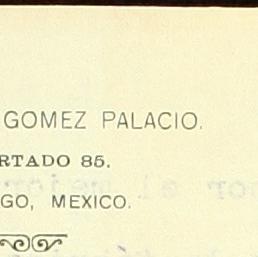 GOMEZ PALACIO.
RTADO 85.
GO, MEXICO.